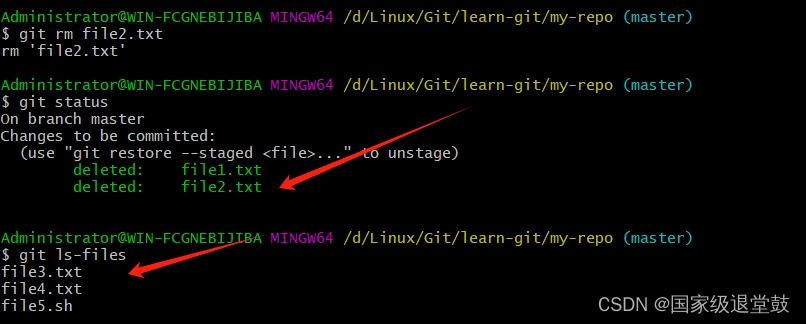 Administrator@WIN-FCGNEBIJIBA MINGW64 /d/Linux/Git/learn-git/my-repo (master)
$ git rm file2.txt
rm 'file2.txt'
Administrator@WIN-FCGNEBIJIBA MINGW64 /d/Linux/Git/learn-git/my-repo (master)
$ git status
On branch master
Changes to be committed:
  (use "git restore --staged <file>..." to unstage)
        deleted:    file1.txt
        deleted:    file2.txt
Administrator@WIN-FCGNEBIJIBA MINGW64 /d/Linux/Git/learn-git/my-repo (master)
$ git ls-files
file3.txt
file4.txt
file5.sh
CSDN @国家级退堂鼓